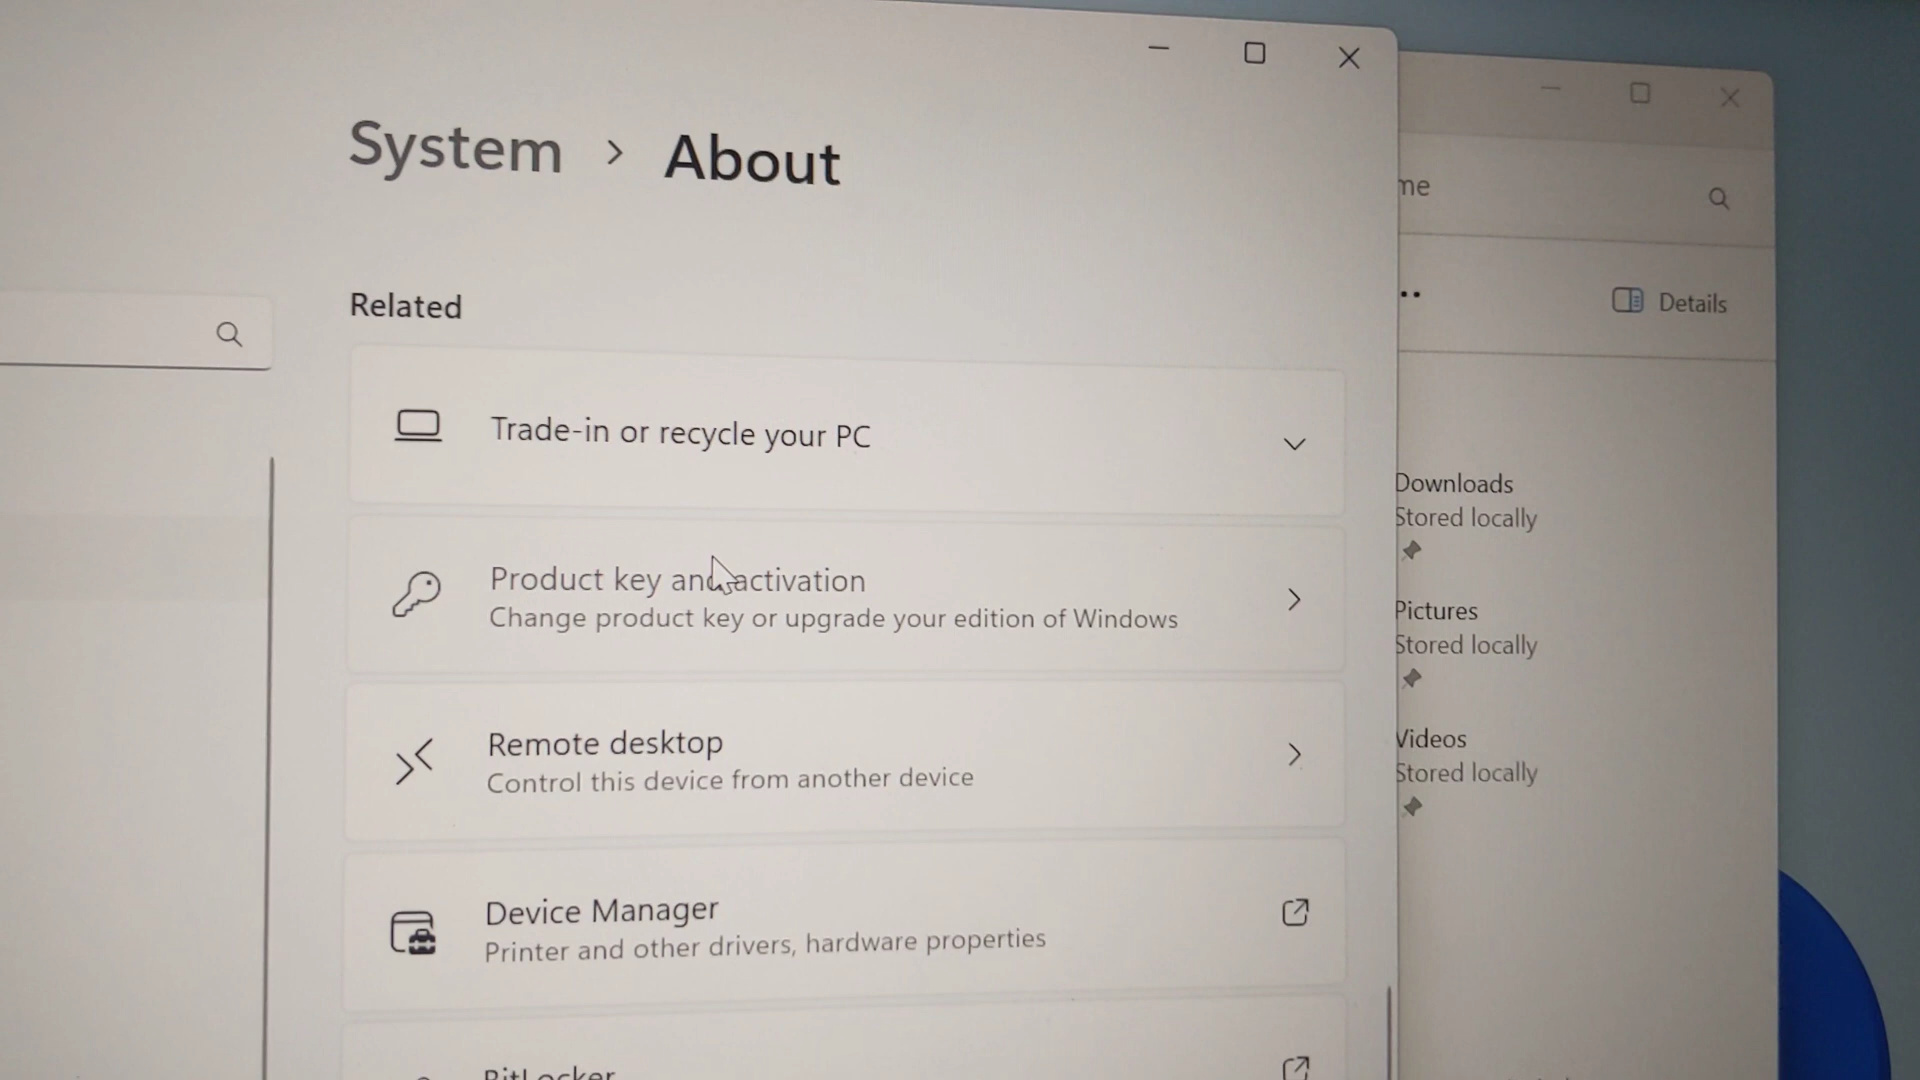 System > About
Related
Trade-in or recycle your PC
Product key and activation
Change product key or upgrade your edition of Windows
Remote desktop
Control this device from another device
Device Manager
Printer and other drivers, hardware properties
BitLocker
me
Details
Downloads
Stored locally
Pictures
Stored locally
Videos
Stored locally